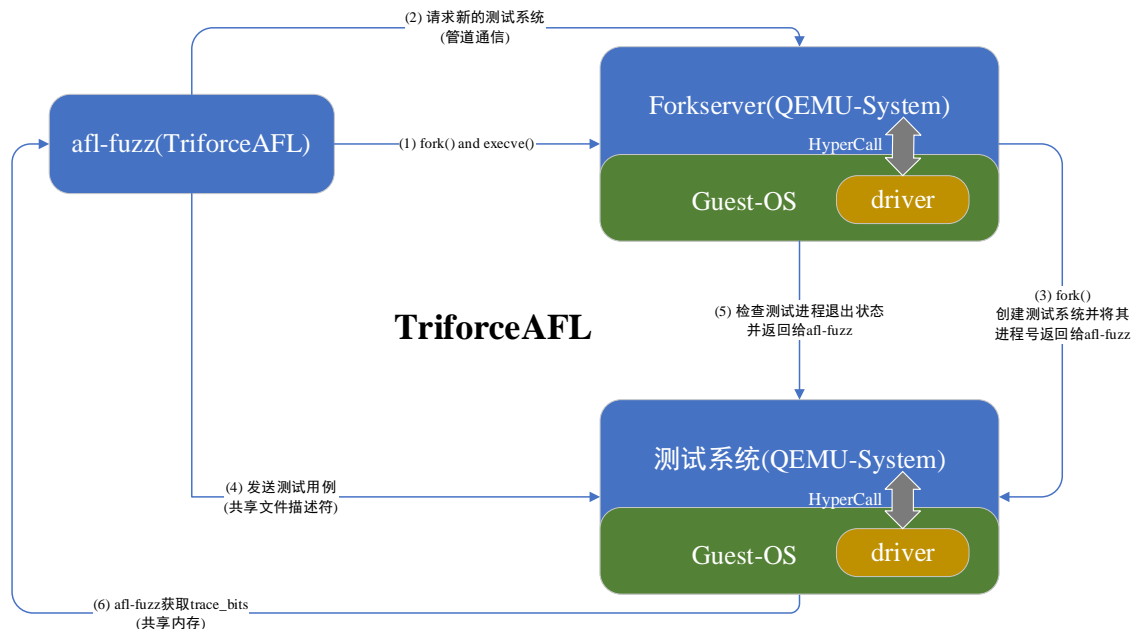 (2) 请求新的测试系统
(管道通信)
afl-fuzz(TriforceAFL)
(1) fork() and execve()
Forkserver(QEMU-System)
HyperCall
Guest-OS
driver
TriforceAFL
(5) 检查测试进程退出状态
并返回给afl-fuzz
(3) fork()
创建测试系统并将其
进程号返回给afl-fuzz
(4) 发送测试用例
(共享文件描述符)
测试系统(QEMU-System)
HyperCall
Guest-OS
driver
(6) afl-fuzz获取trace_bits
(共享内存)